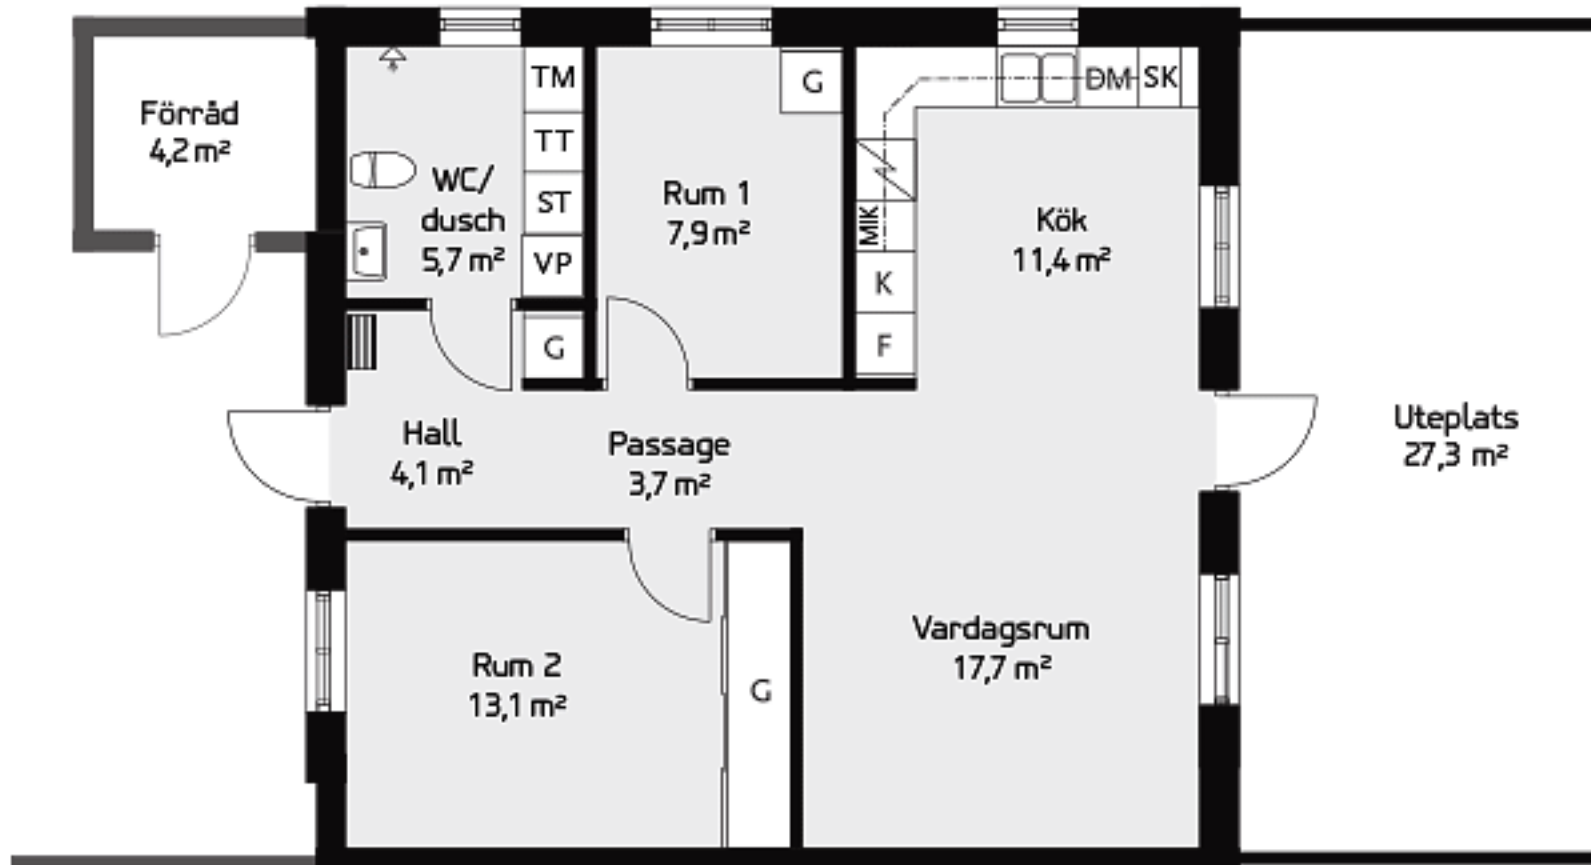 Förråd
4,2 m²
WC/
dusch
5,7 m²
TM
TT
ST
VP
G
Rum 1
7,9 m²
G
DM
SK
MIK
K
F
Kök
11,4 m²
Hall
4,1 m²
Passage
3,7 m²
Uteplats
27,3 m²
Rum 2
13,1 m²
G
Vardagsrum
17,7 m²